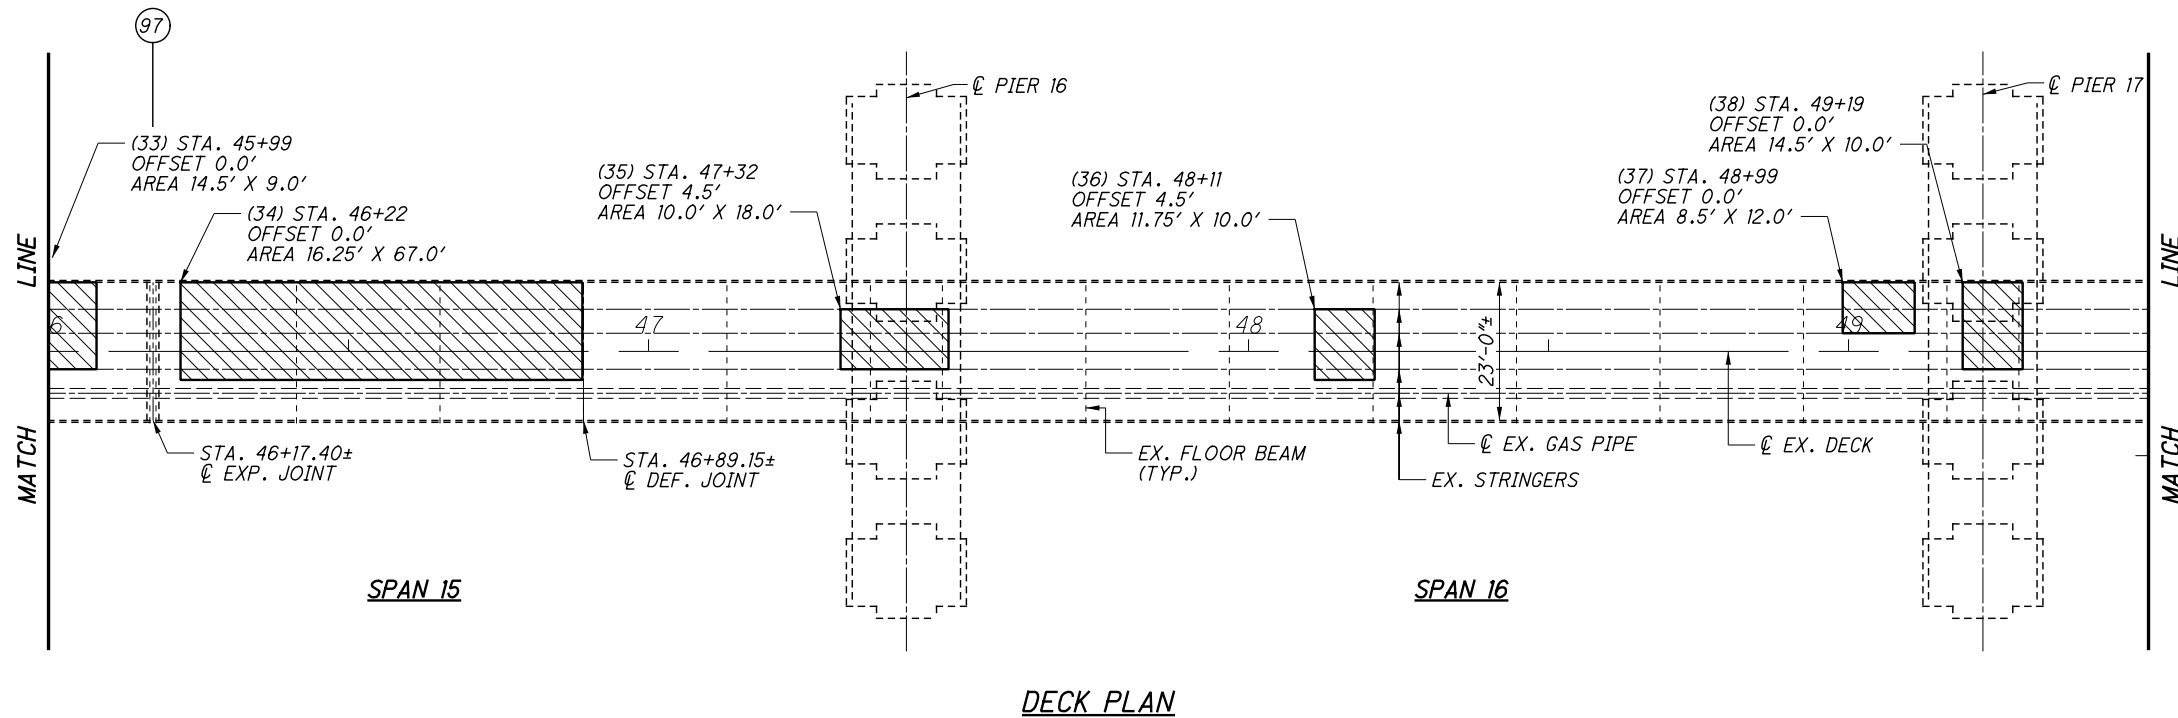 97
℄ PIER 16
℄ PIER 17
(33) STA. 45+99
OFFSET 0.0'
AREA 14.5' X 9.0'
(34) STA. 46+22
OFFSET 0.0'
AREA 16.25' X 67.0'
(35) STA. 47+32
OFFSET 4.5'
AREA 10.0' X 18.0'
(36) STA. 48+11
OFFSET 4.5'
AREA 11.75' X 10.0'
(37) STA. 48+99
OFFSET 0.0'
AREA 8.5' X 12.0'
(38) STA. 49+19
OFFSET 0.0'
AREA 14.5' X 10.0'
MATCH LINE
6
47
48
49
23'-0"±
MATCH LINE
STA. 46+17.40±
℄ EXP. JOINT
STA. 46+89.15±
℄ DEF. JOINT
EX. FLOOR BEAM
(TYP.)
℄ EX. GAS PIPE
EX. STRINGERS
℄ EX. DECK
SPAN 15
SPAN 16
DECK PLAN